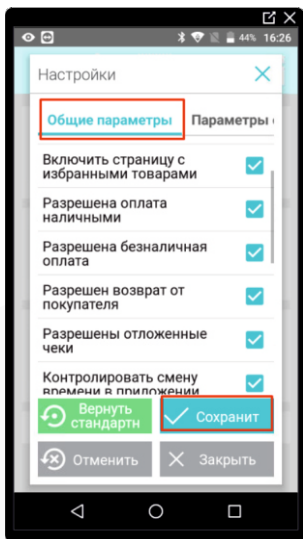 44% 16:26
Настройки
Общие параметры
Параметры
Включить страницу с
избранными товарами
Разрешена оплата
наличными
Разрешена безналичная
оплата
Разрешен возврат от
покупателя
Разрешены отложенные
чеки
Контролировать смену
времени в приложении
Вернуть
стандартн
Сохранит
Отменить
Закрыть